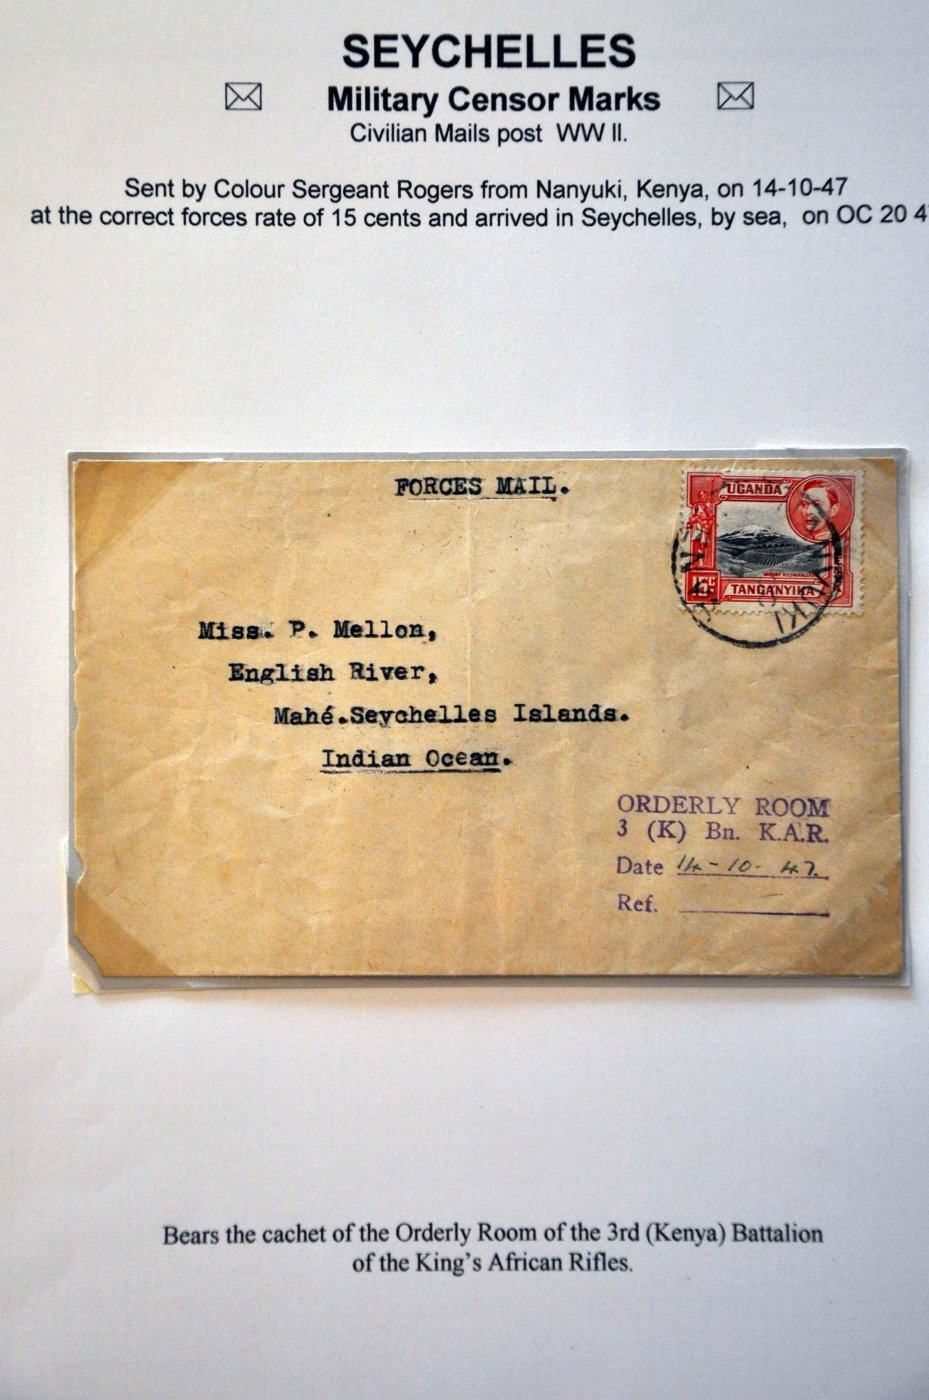 SEYCHELLES
Military Censor Marks
Civilian Mails post WW II.
Sent by Colour Sergeant Rogers from Nanyuki, Kenya, on 14-10-47
at the correct forces rate of 15 cents and arrived in Seychelles, by sea, on OC 20 4
FORCES MAIL.
UGANDA
MOUNT KILIMANJARO
15c
TANGANYIKA
NANYUKI
Miss. P. Mellon,
English River,
Mahé.Seychelles Islands.
Indian Ocean.
ORDERLY ROOM
3 (K) Bn. K.A.R.
Date 14-10-47.
Ref.
Bears the cachet of the Orderly Room of the 3rd (Kenya) Battalion
of the King's African Rifles.